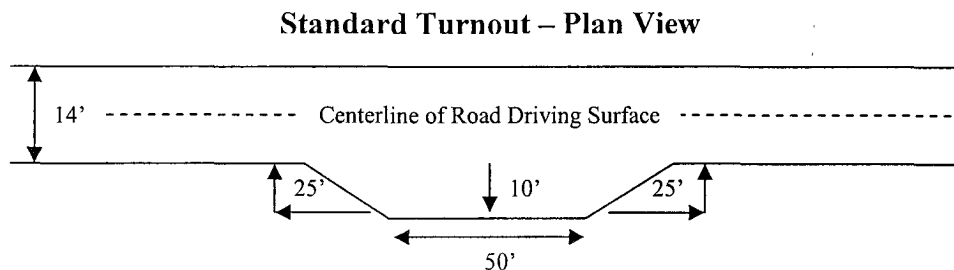 Standard Turnout – Plan View
14’
Centerline of Road Driving Surface
25’
10’
25’
50’